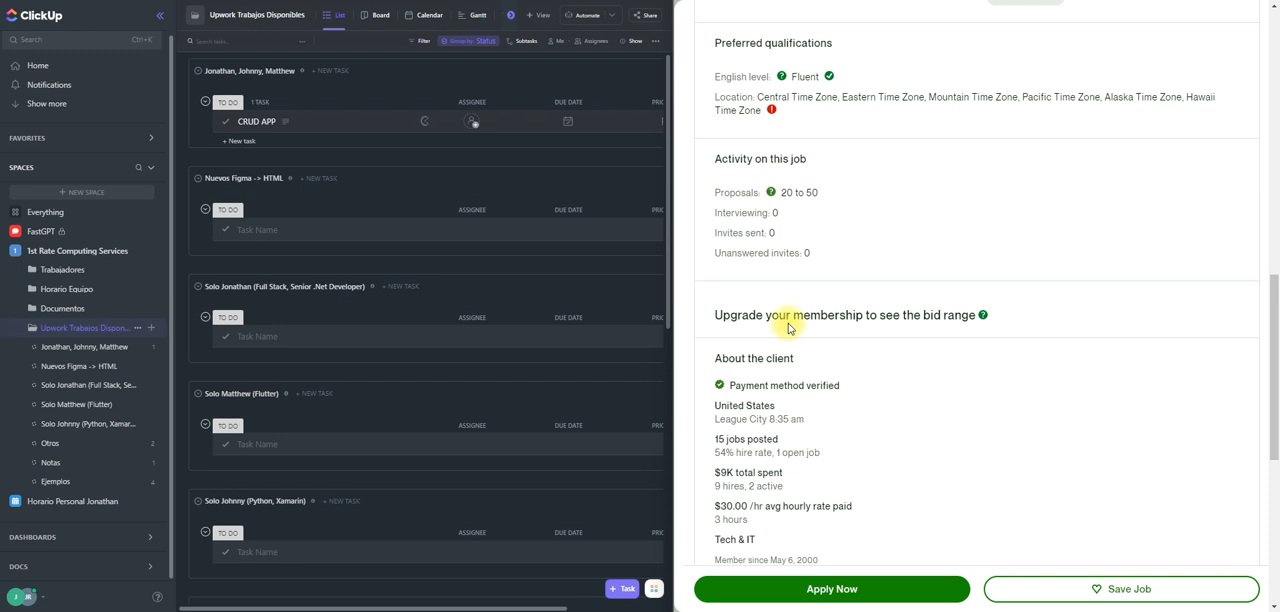 ClickUp
Search
Ctrl+K
Home
Notifications
Show more
FAVORITES
SPACES
+ NEW SPACE
Everything
FastGPT
1 1st Rate Computing Services
Trabajadores
Horario Equipo
Documentos
Upwork Trabajos Dispon...
Jonathan, Johnny, Matthew 1
Nuevos Figma -> HTML
Solo Jonathan (Full Stack, Se...
Solo Matthew (Flutter)
Solo Johnny (Python, Xamar...
Otros 2
Notas 1
Ejemplos 4
Horario Personal Jonathan
DASHBOARDS
DOCS
J JR
Upwork Trabajos Disponibles
List
Board
Calendar
Gantt
+ View
Automate
Share
Search tasks...
Filter
Group by: Status
Subtasks
Me
Assignees
Show
Jonathan, Johnny, Matthew + NEW TASK
TO DO 1 TASK ASSIGNEE DUE DATE PRIO
CRUD APP
+ New task
Nuevos Figma -> HTML + NEW TASK
TO DO ASSIGNEE DUE DATE PRIO
Task Name
Solo Jonathan (Full Stack, Senior .Net Developer) + NEW TASK
TO DO ASSIGNEE DUE DATE PRIO
Task Name
Solo Matthew (Flutter) + NEW TASK
TO DO ASSIGNEE DUE DATE PRIO
Task Name
Solo Johnny (Python, Xamarin) + NEW TASK
TO DO ASSIGNEE DUE DATE PRIO
Task Name
+ Task
Preferred qualifications
English level: Fluent
Location: Central Time Zone, Eastern Time Zone, Mountain Time Zone, Pacific Time Zone, Alaska Time Zone, Hawaii
Time Zone
Activity on this job
Proposals: 20 to 50
Interviewing: 0
Invites sent: 0
Unanswered invites: 0
Upgrade your membership to see the bid range
About the client
Payment method verified
United States
League City 8:35 am
15 jobs posted
54% hire rate, 1 open job
$9K total spent
9 hires, 2 active
$30.00 /hr avg hourly rate paid
3 hours
Tech & IT
Member since May 6, 2000
Apply Now
Save Job